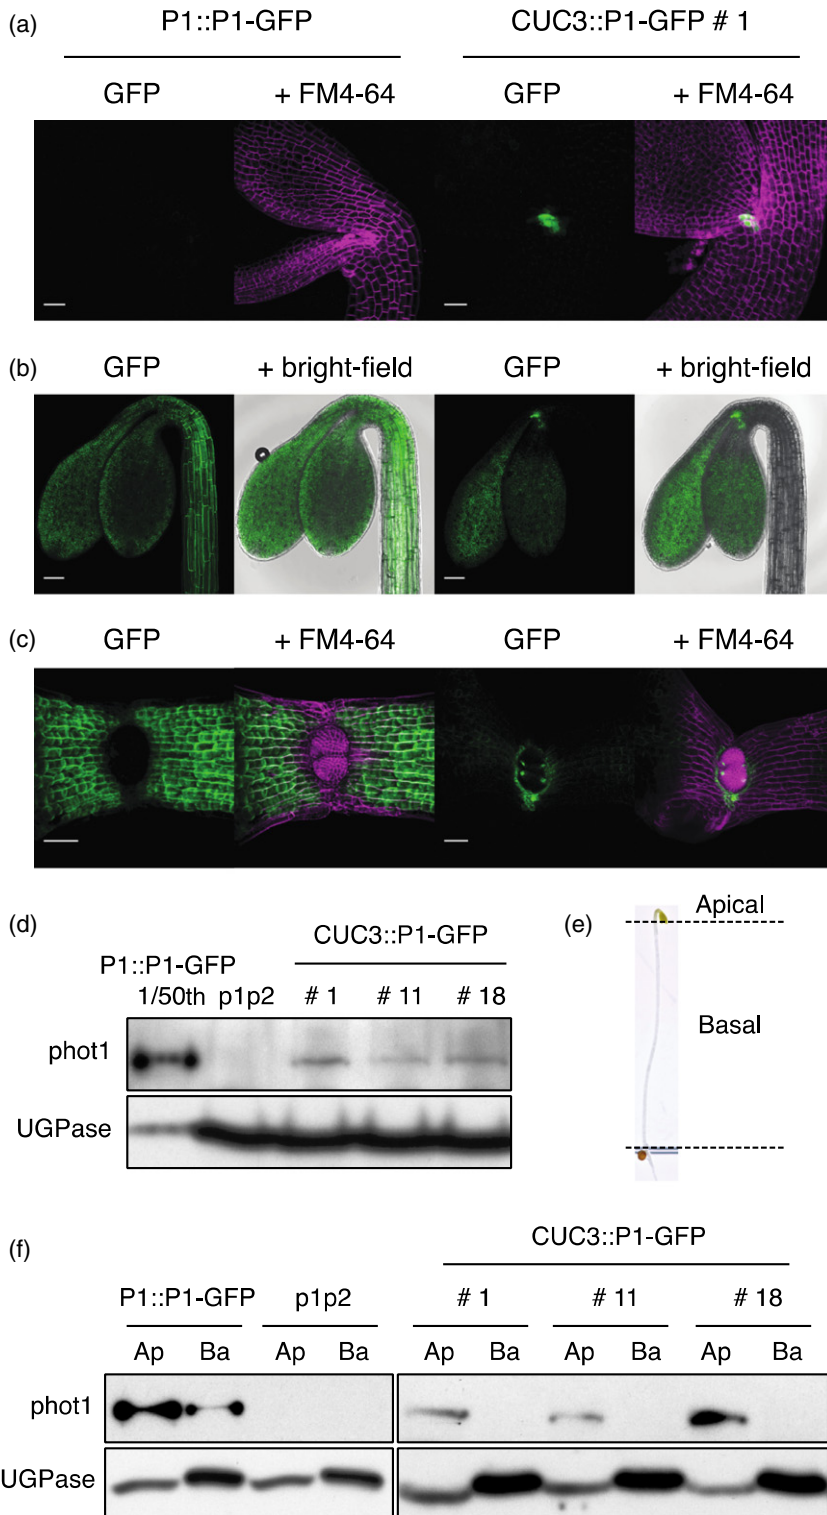 (a)
P1::P1-GFP
CUC3::P1-GFP # 1
GFP
+ FM4-64
GFP
+ FM4-64
(b)
GFP
+ bright-field
GFP
+ bright-field
(c)
GFP
+ FM4-64
GFP
+ FM4-64
(d)
CUC3::P1-GFP
P1::P1-GFP
1/50th p1p2 # 1 # 11 # 18
phot1
UGPase
(e)
Apical
Basal
(f)
CUC3::P1-GFP
P1::P1-GFP p1p2 # 1 # 11 # 18
Ap Ba Ap Ba Ap Ba Ap Ba Ap Ba
phot1
UGPase